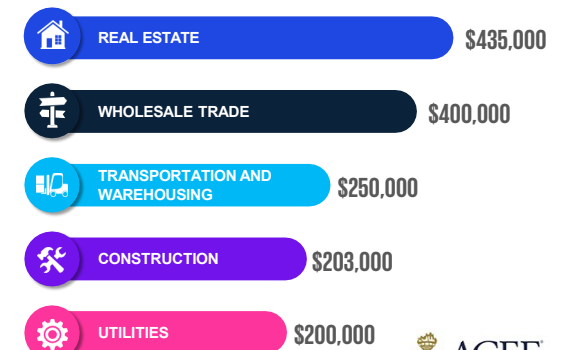 REAL ESTATE
$435,000
WHOLESALE TRADE
$400,000
TRANSPORTATION AND
WAREHOUSING
$250,000
CONSTRUCTION
$203,000
UTILITIES
$200,000